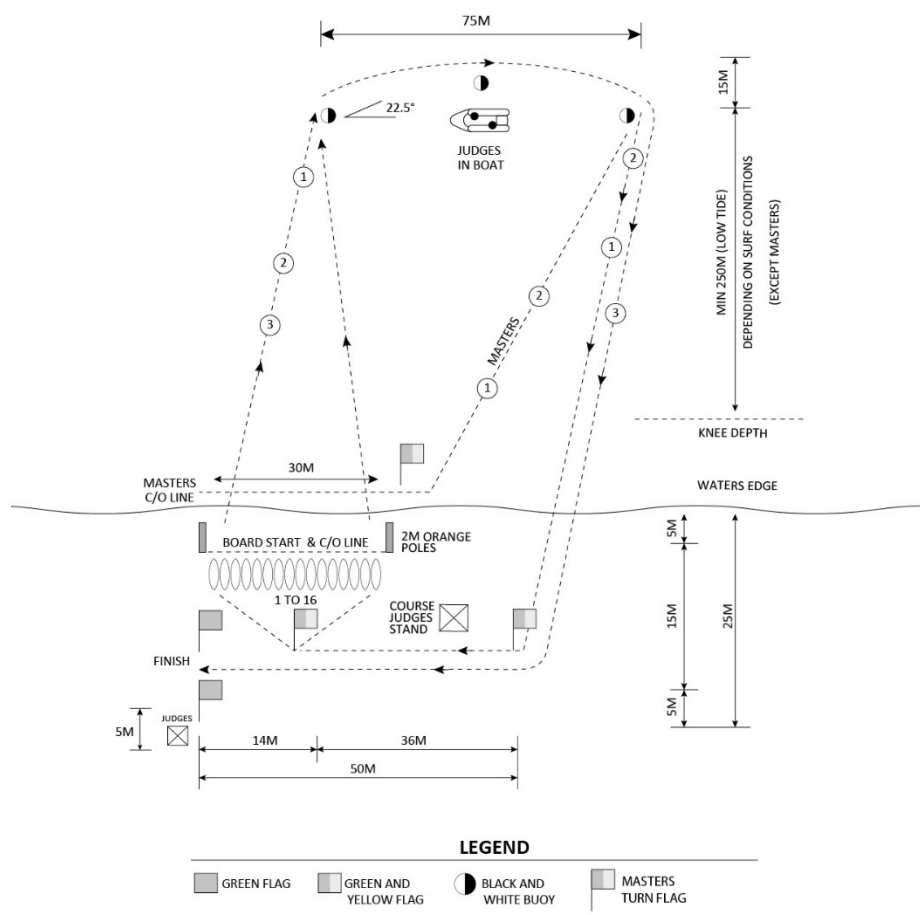 75M
15M
22.5°
JUDGES
IN BOAT
1
2
2
1
3
3
2
1
MASTERS
MIN 250M (LOW TIDE)
DEPENDING ON SURF CONDITIONS
(EXCEPT MASTERS)
KNEE DEPTH
30M
MASTERS
C/O LINE
WATERS EDGE
BOARD START & C/O LINE
2M ORANGE
POLES
5M
15M
25M
5M
1 TO 16
COURSE
JUDGES
STAND
FINISH
JUDGES
5M
14M
36M
50M
LEGEND
GREEN FLAG
GREEN AND
YELLOW FLAG
BLACK AND
WHITE BUOY
MASTERS
TURN FLAG